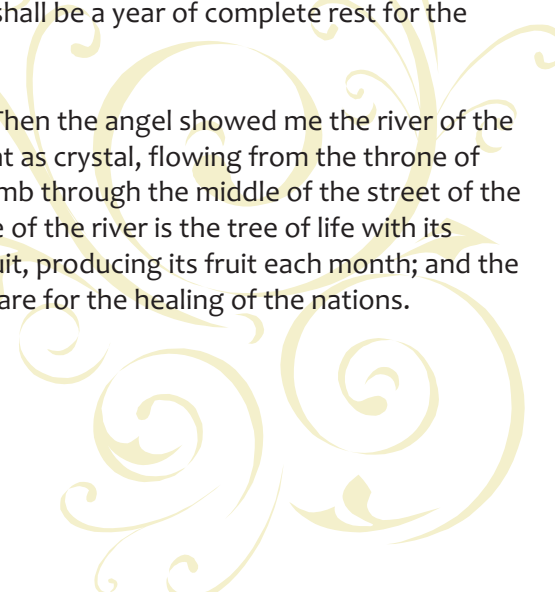 shall be a year of complete rest for the
Then the angel showed me the river of the
as crystal, flowing from the throne of
through the middle of the street of the
of the river is the tree of life with its
producing its fruit each month; and the
are for the healing of the nations.